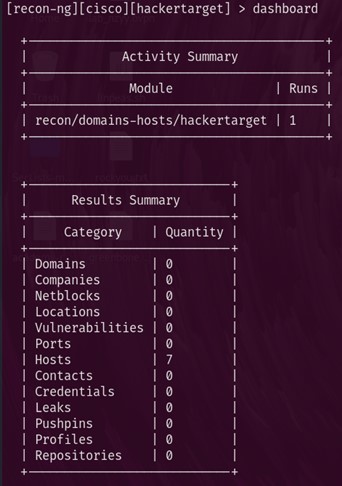 [recon-ng][cisco][hackertarget] > dashboard
+------------------------------------------+
|             Activity Summary             |
+------------------------------------------+
|              Module               | Runs |
+------------------------------------------+
| recon/domains-hosts/hackertarget | 1    |
+------------------------------------------+
+----------------------------+
|      Results Summary       |
+----------------------------+
|     Category    | Quantity |
+----------------------------+
| Domains         | 0        |
| Companies       | 0        |
| Netblocks       | 0        |
| Locations       | 0        |
| Vulnerabilities | 0        |
| Ports           | 0        |
| Hosts           | 7        |
| Contacts        | 0        |
| Credentials     | 0        |
| Leaks           | 0        |
| Pushpins        | 0        |
| Profiles        | 0        |
| Repositories    | 0        |
+----------------------------+